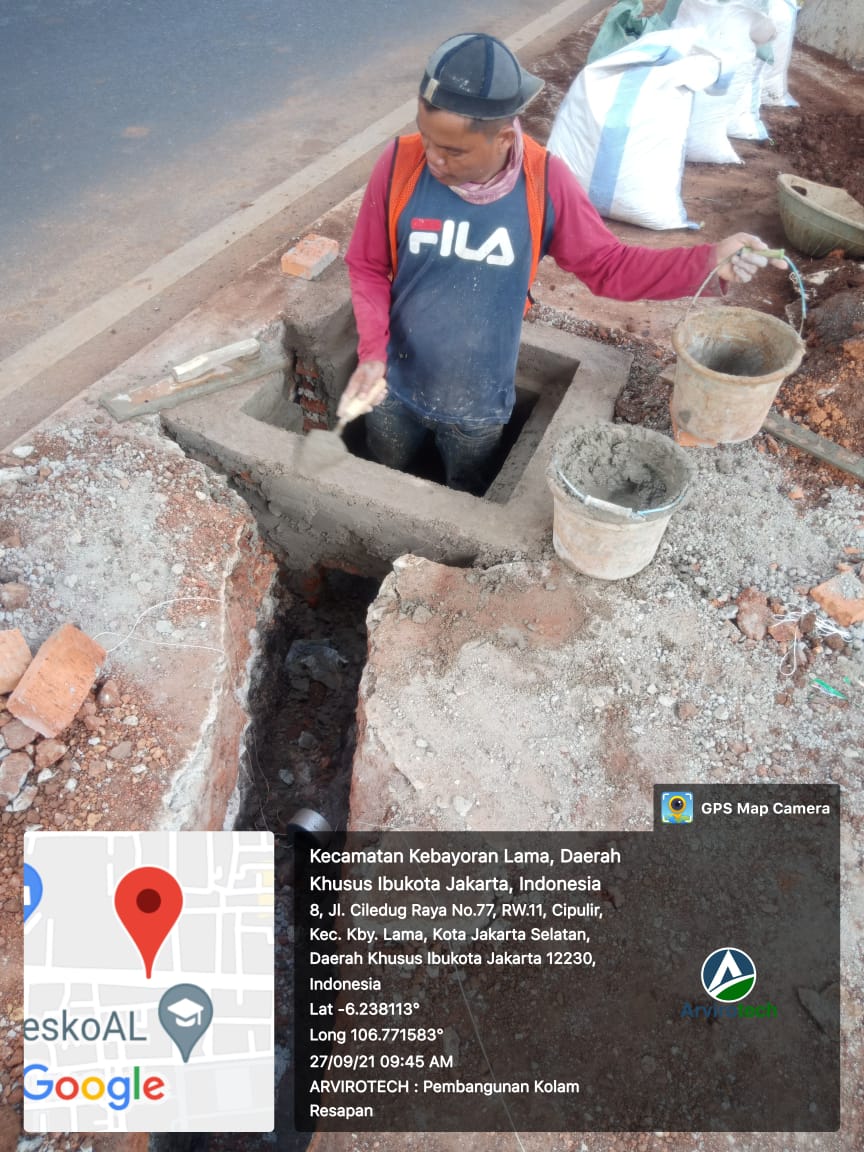 FILA
GPS Map Camera
Kecamatan Kebayoran Lama, Daerah
Khusus Ibukota Jakarta, Indonesia
8, Jl. Ciledug Raya No.77, RW.11, Cipulir,
Kec. Kby. Lama, Kota Jakarta Selatan,
Daerah Khusus Ibukota Jakarta 12230,
Indonesia
Lat -6.238113°
Long 106.771583°
27/09/21 09:45 AM
ARVIROTECH : Pembangunan Kolam
Resapan
Arvirotech
eskoAL
Google